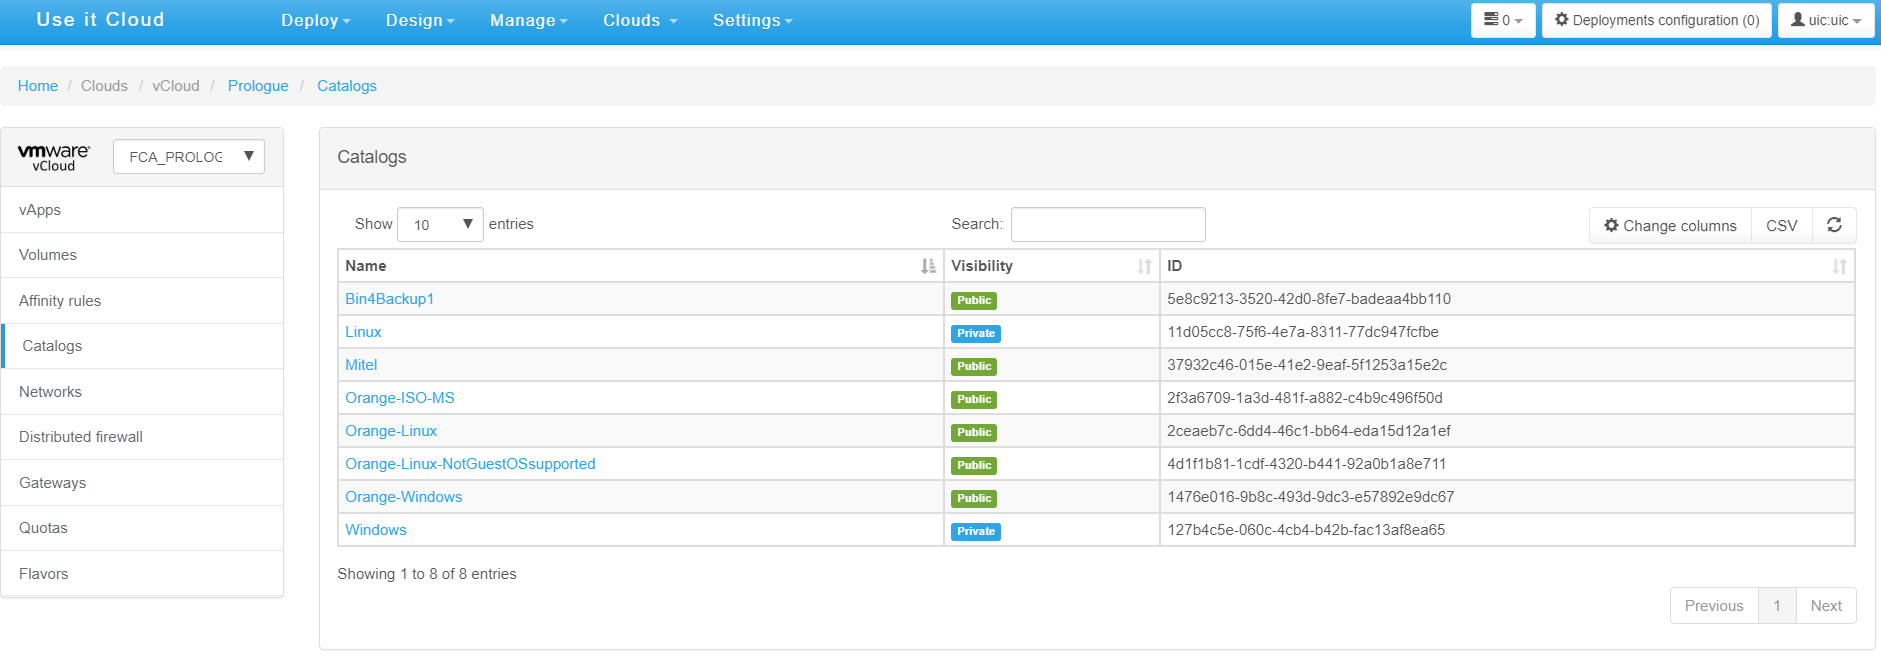 Use it Cloud Deploy Design Manage Clouds Settings 0 Deployments configuration (0) uic:uic
Home / Clouds / vCloud / Prologue / Catalogs
vmware®
vCloud
FCA_PROLOG
vApps
Volumes
Affinity rules
Catalogs
Networks
Distributed firewall
Gateways
Quotas
Flavors
Catalogs
Show 10 entries Search: Change columns CSV
Name Visibility ID
Bin4Backup1 Public 5e8c9213-3520-42d0-8fe7-badeaa4bb110
Linux Private 11d05cc8-75f6-4e7a-8311-77dc947fcfbe
Mitel Public 37932c46-015e-41e2-9eaf-5f1253a15e2c
Orange-ISO-MS Public 2f3a6709-1a3d-481f-a882-c4b9c496f50d
Orange-Linux Public 2ceaeb7c-6dd4-46c1-bb64-eda15d12a1ef
Orange-Linux-NotGuestOSsupported Public 4d1f1b81-1cdf-4320-b441-92a0b1a8e711
Orange-Windows Public 1476e016-9b8c-493d-9dc3-e57892e9dc67
Windows Private 127b4c5e-060c-4cb4-b42b-fac13af8ea65
Showing 1 to 8 of 8 entries
Previous 1 Next